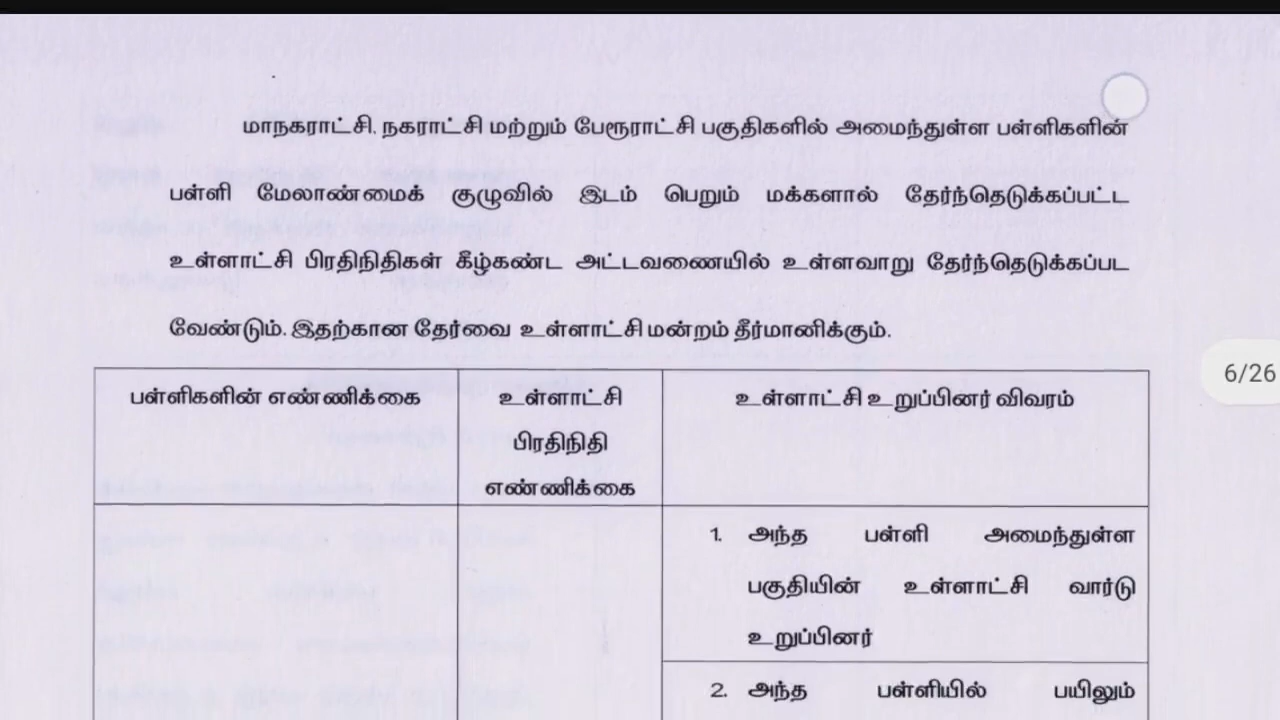 மாநகராட்சி, நகராட்சி மற்றும் பேரூராட்சி பகுதிகளில் அமைந்துள்ள பள்ளிகளின்
பள்ளி மேலாண்மைக் குழுவில் இடம் பெறும் மக்களால் தேர்ந்தெடுக்கப்பட்ட
உள்ளாட்சி பிரதிநிதிகள் கீழ்கண்ட அட்டவணையில் உள்ளவாறு தேர்ந்தெடுக்கப்பட
வேண்டும். இதற்கான தேர்வை உள்ளாட்சி மன்றம் தீர்மானிக்கும்.
6/26
பள்ளிகளின் எண்ணிக்கை
உள்ளாட்சி
பிரதிநிதி
எண்ணிக்கை
உள்ளாட்சி உறுப்பினர் விவரம்
1. அந்த பள்ளி அமைந்துள்ள
பகுதியின் உள்ளாட்சி வார்டு
உறுப்பினர்
2. அந்த பள்ளியில் பயிலும்